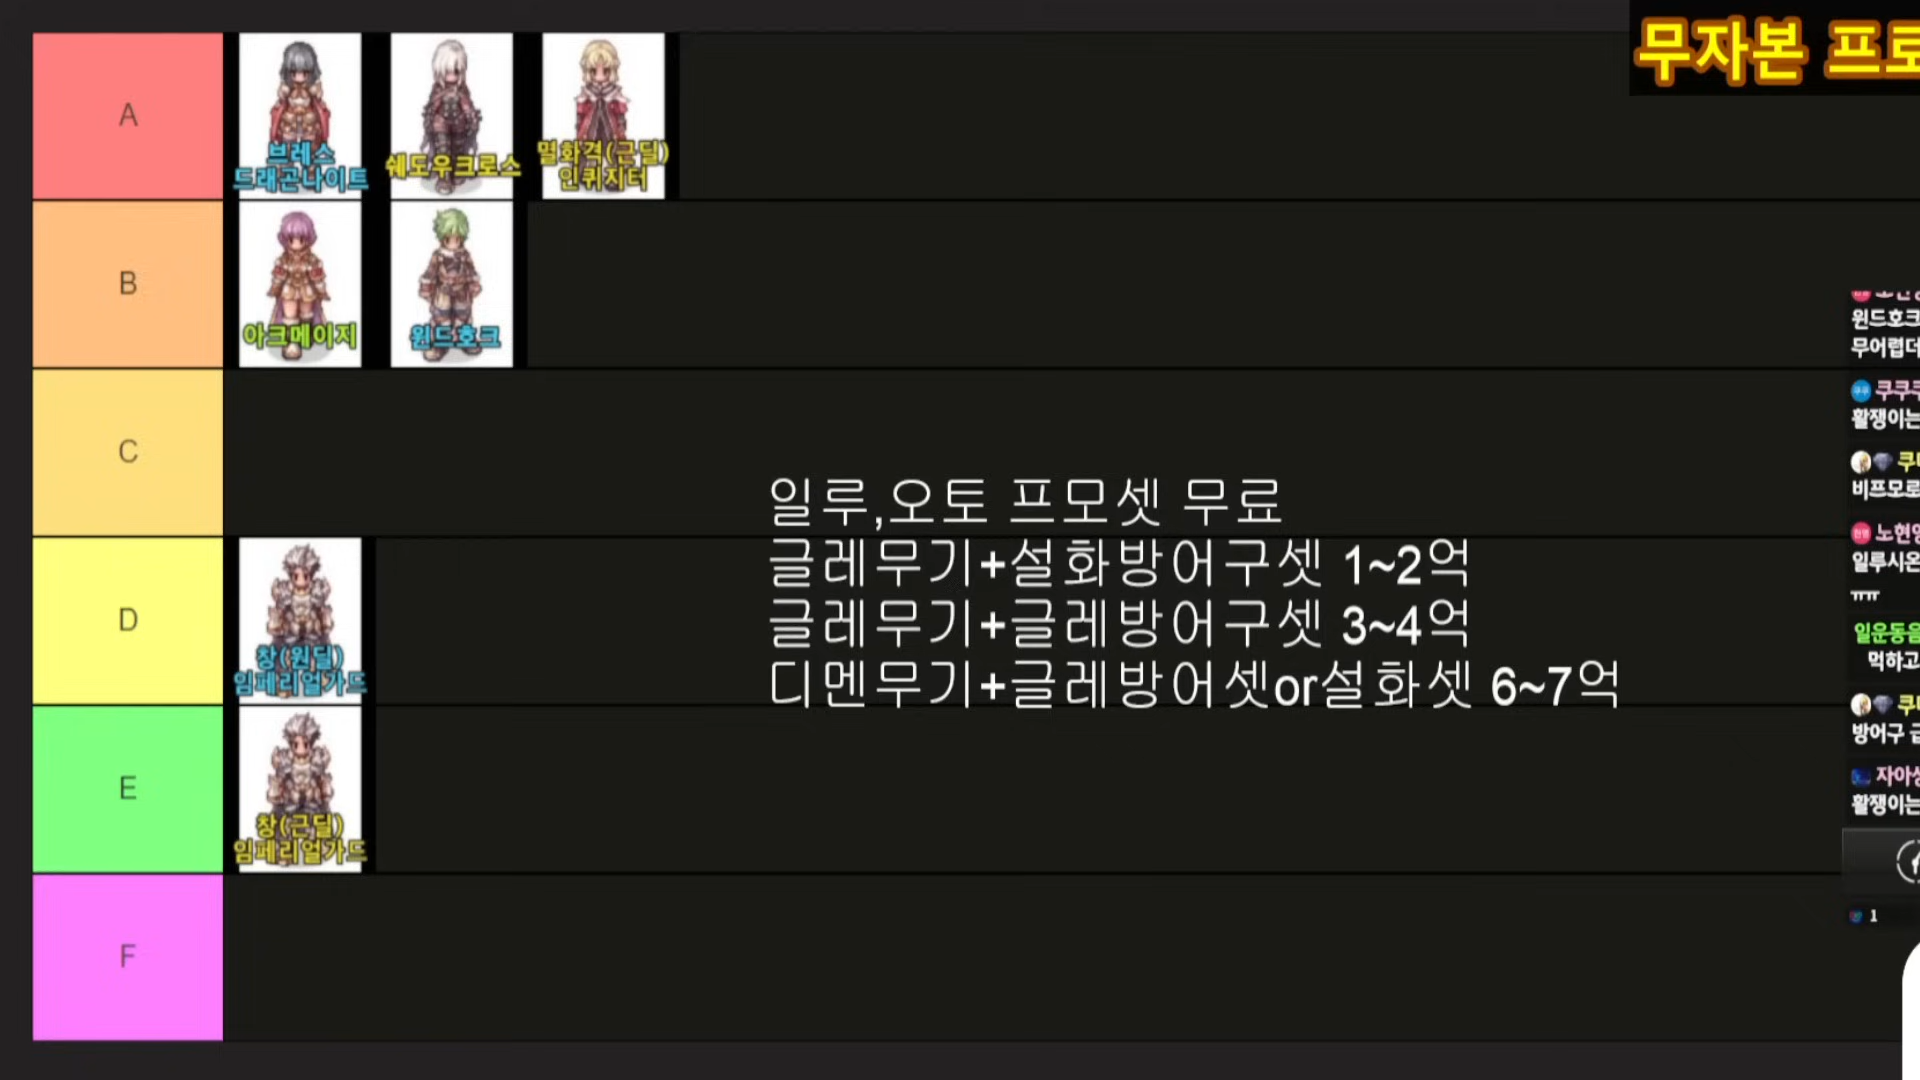 무자본 프로
A
브레스
드래곤나이트
쉐도우크로스
멸화격(근딜)
인퀴지터
B
아크메이지
윈드호크
C
D
창(원딜)
임페리얼가드
E
창(근딜)
임페리얼가드
F
일루,오토 프모셋 무료
글레무기+설화방어구셋 1~2억
글레무기+글레방어구셋 3~4억
디멘무기+글레방어셋or설화셋 6~7억
윈드호크
무어렵더
쿠쿠쿠
활쟁이는
비프모로
노현영
일루시온
ㅠㅠ
일운동음
먹하고
방어구
활쟁이는
1